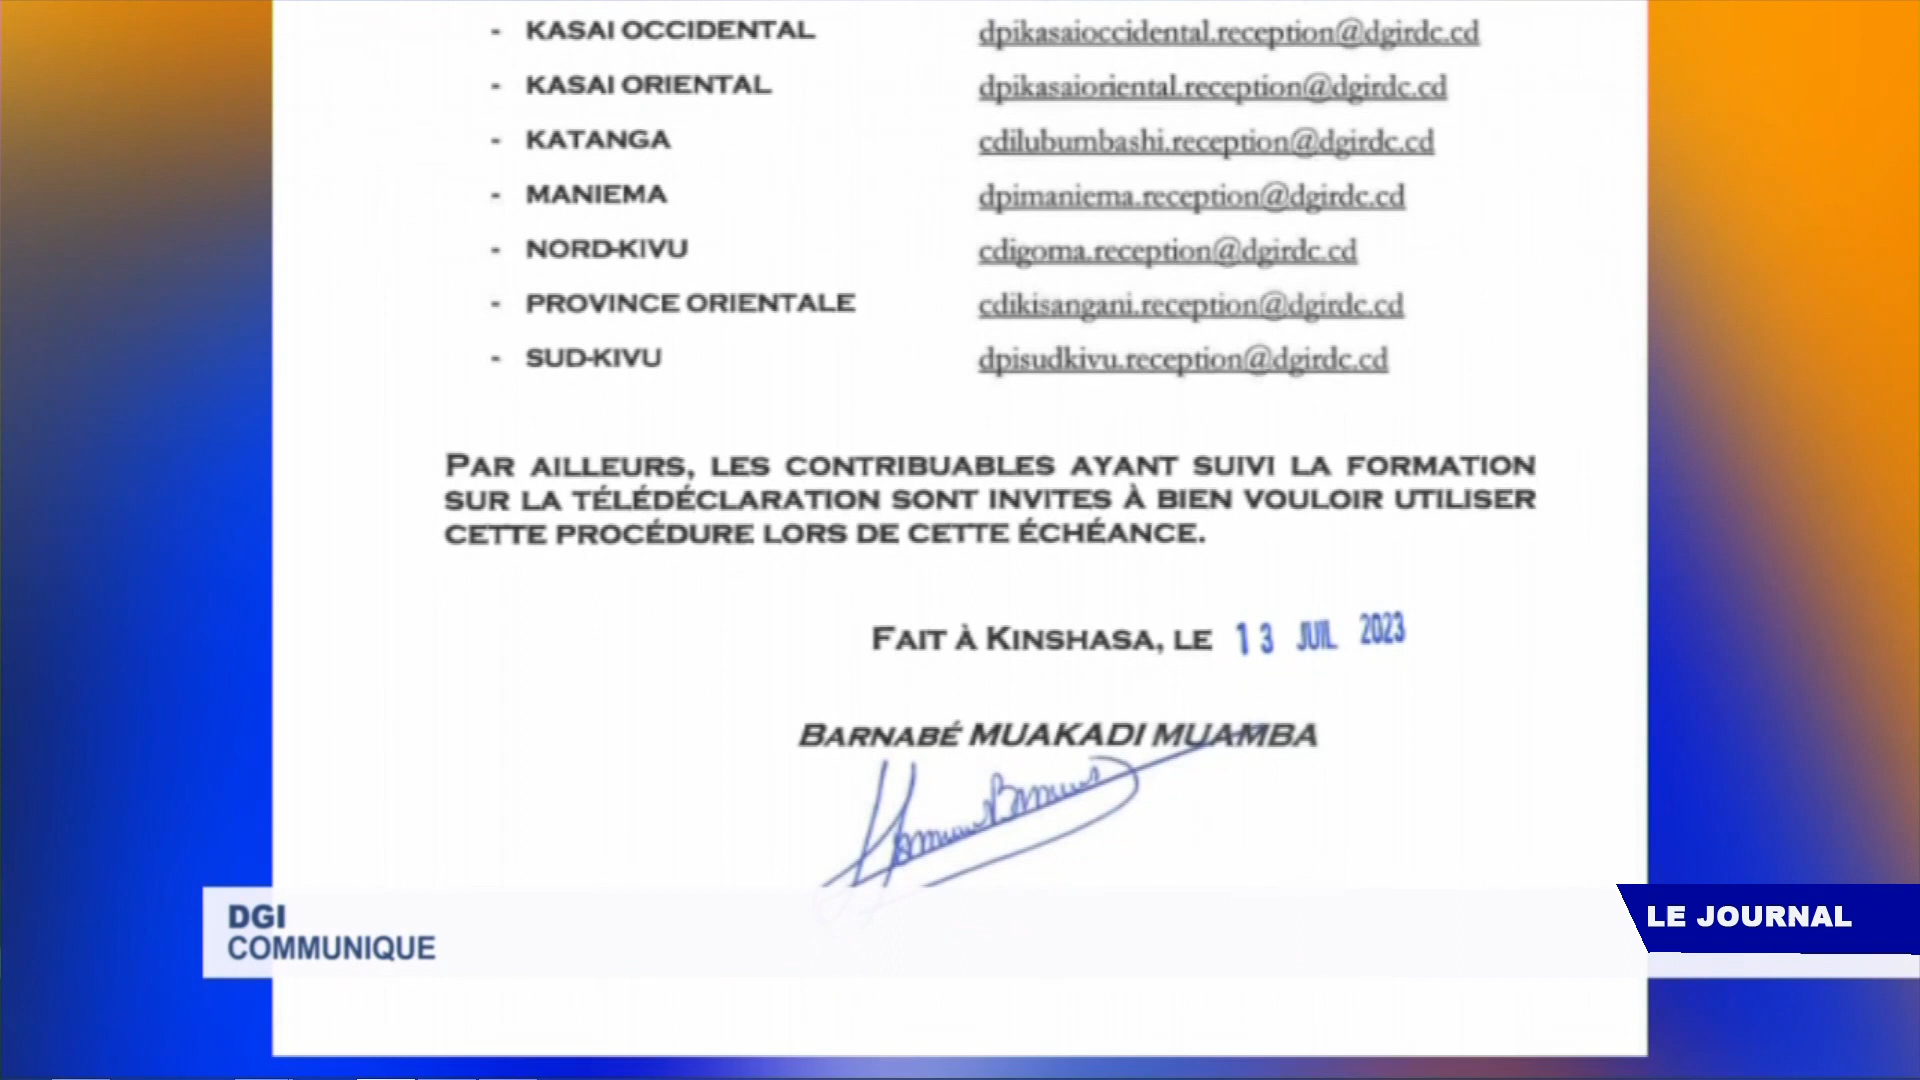 - KASAI OCCIDENTAL dpikasaioccidental.reception@dgirdc.cd
- KASAI ORIENTAL dpikasaioriental.reception@dgirdc.cd
- KATANGA cdilubumbashi.reception@dgirdc.cd
- MANIEMA dpimaniema.reception@dgirdc.cd
- NORD-KIVU cdigoma.reception@dgirdc.cd
- PROVINCE ORIENTALE cdikisangani.reception@dgirdc.cd
- SUD-KIVU dpisudkivu.reception@dgirdc.cd
PAR AILLEURS, LES CONTRIBUABLES AYANT SUIVI LA FORMATION
SUR LA TÉLÉDÉCLARATION SONT INVITES À BIEN VOULOIR UTILISER
CETTE PROCÉDURE LORS DE CETTE ÉCHÉANCE.
FAIT À KINSHASA, LE 13 JUIL 2023
BARNABÉ MUAKADI MUAMBA
DGI
COMMUNIQUE
LE JOURNAL